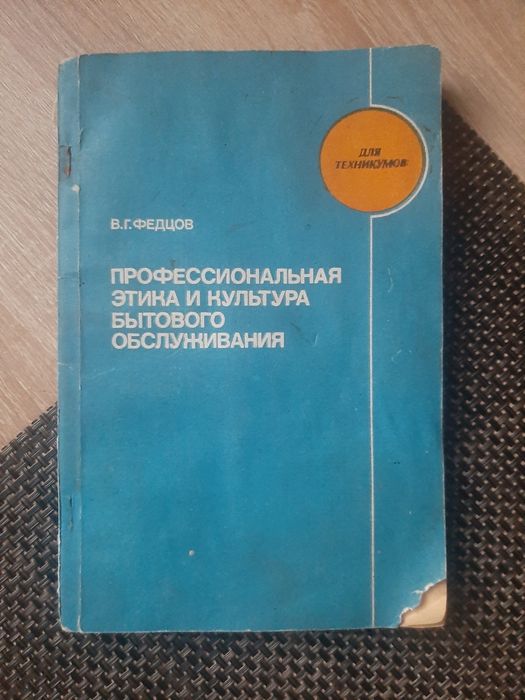 ДЛЯ
ТЕХНИКУМОВ
В.Г.ФЕДЦОВ
ПРОФЕССИОНАЛЬНАЯ
ЭТИКА И КУЛЬТУРА
БЫТОВОГО
ОБСЛУЖИВАНИЯ